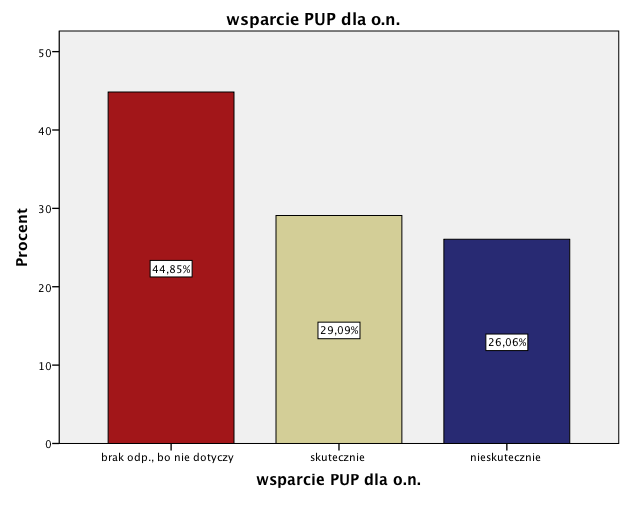 wsparcie PUP dla o.n.
50
40
30
20
10
0
Procent
44,85%
29,09%
26,06%
brak odp., bo nie dotyczy
skutecznie
nieskutecznie
wsparcie PUP dla o.n.